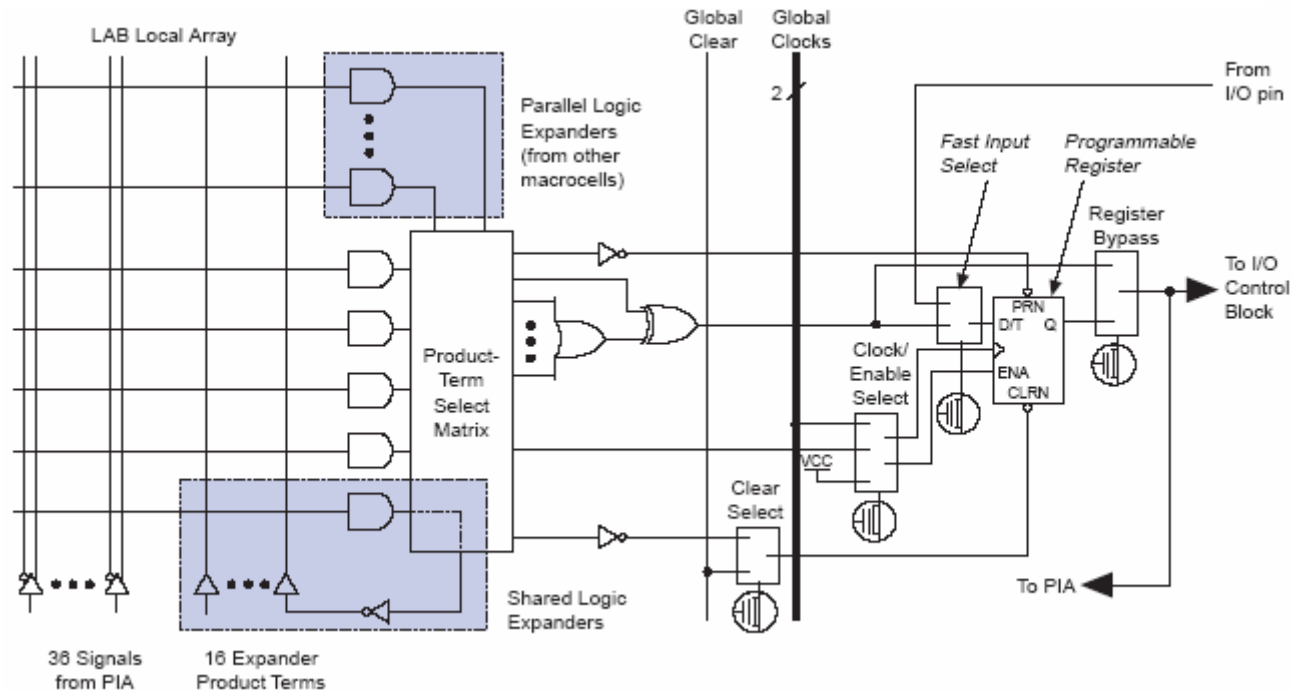 LAB Local Array
Global
Clear
Global
Clocks
2
From
I/O pin
Parallel Logic
Expanders
(from other
macrocells)
Fast Input
Select
Programmable
Register
Register
Bypass
To I/O
Control
Block
PRN
D/T Q
ENA
CLRN
Clock/
Enable
Select
Product-
Term
Select
Matrix
VCC
Clear
Select
To PIA
Shared Logic
Expanders
36 Signals
from PIA
16 Expander
Product Terms